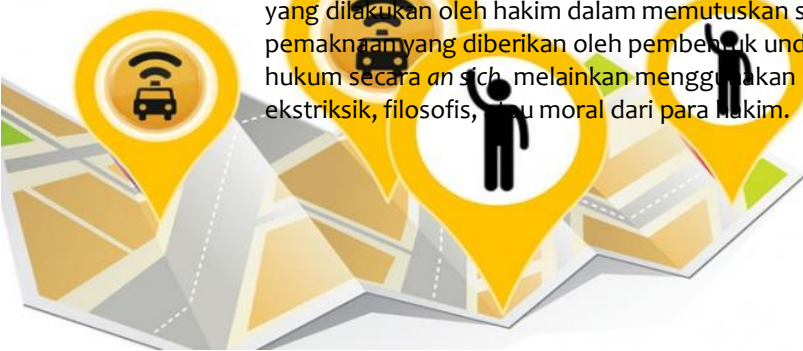 yang dilakukan oleh hakim dalam memutuskan s
pemaknaan yang diberikan oleh pembentuk und
hukum secara an sich, melainkan menggunakan
ekstriksik, filosofis, atau moral dari para hakim.